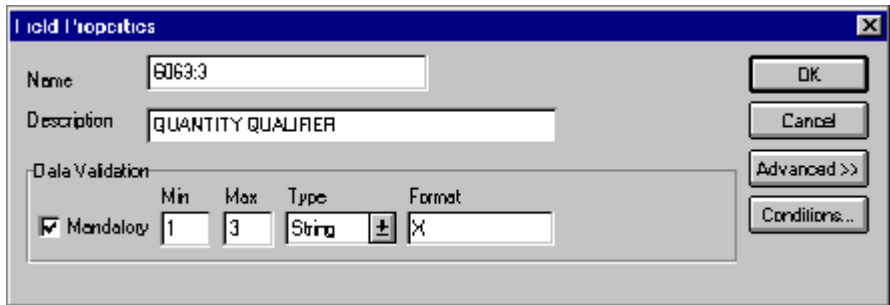 Field Properties
Name 6063:3 OK
Description QUANTITY QUALIFIER Cancel
Data Validation Advanced >>
Min Max Type Format
Mandatory 1 3 String X Conditions...